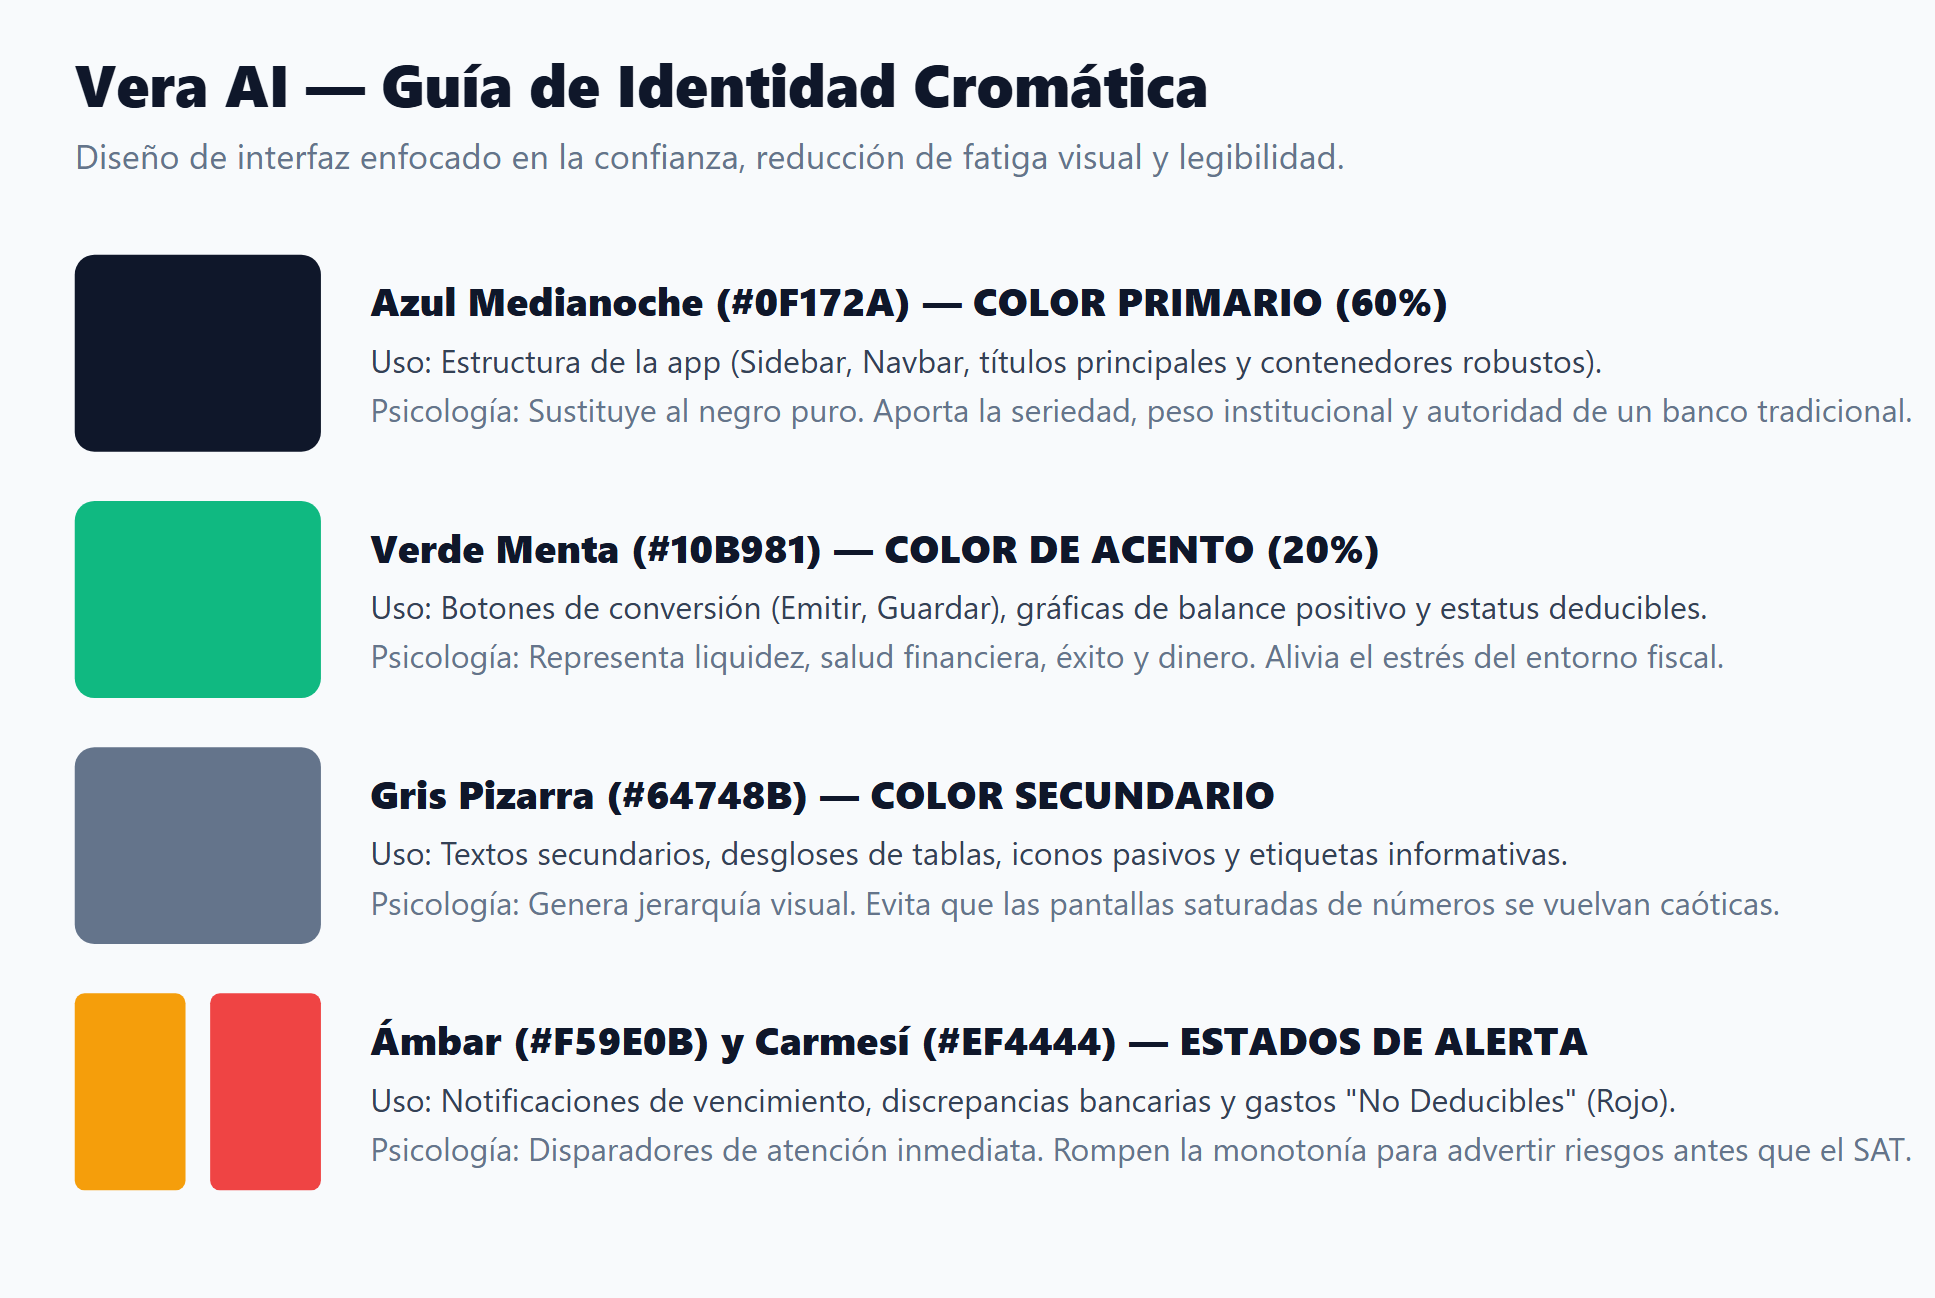 Vera AI — Guía de Identidad Cromática
Diseño de interfaz enfocado en la confianza, reducción de fatiga visual y legibilidad.
Azul Medianoche (#0F172A) — COLOR PRIMARIO (60%)
Uso: Estructura de la app (Sidebar, Navbar, títulos principales y contenedores robustos).
Psicología: Sustituye al negro puro. Aporta la seriedad, peso institucional y autoridad de un banco tradicional.
Verde Menta (#10B981) — COLOR DE ACENTO (20%)
Uso: Botones de conversión (Emitir, Guardar), gráficas de balance positivo y estatus deducibles.
Psicología: Representa liquidez, salud financiera, éxito y dinero. Alivia el estrés del entorno fiscal.
Gris Pizarra (#64748B) — COLOR SECUNDARIO
Uso: Textos secundarios, desgloses de tablas, iconos pasivos y etiquetas informativas.
Psicología: Genera jerarquía visual. Evita que las pantallas saturadas de números se vuelvan caóticas.
Ámbar (#F59E0B) y Carmesí (#EF4444) — ESTADOS DE ALERTA
Uso: Notificaciones de vencimiento, discrepancias bancarias y gastos "No Deducibles" (Rojo).
Psicología: Disparadores de atención inmediata. Rompen la monotonía para advertir riesgos antes que el SAT.